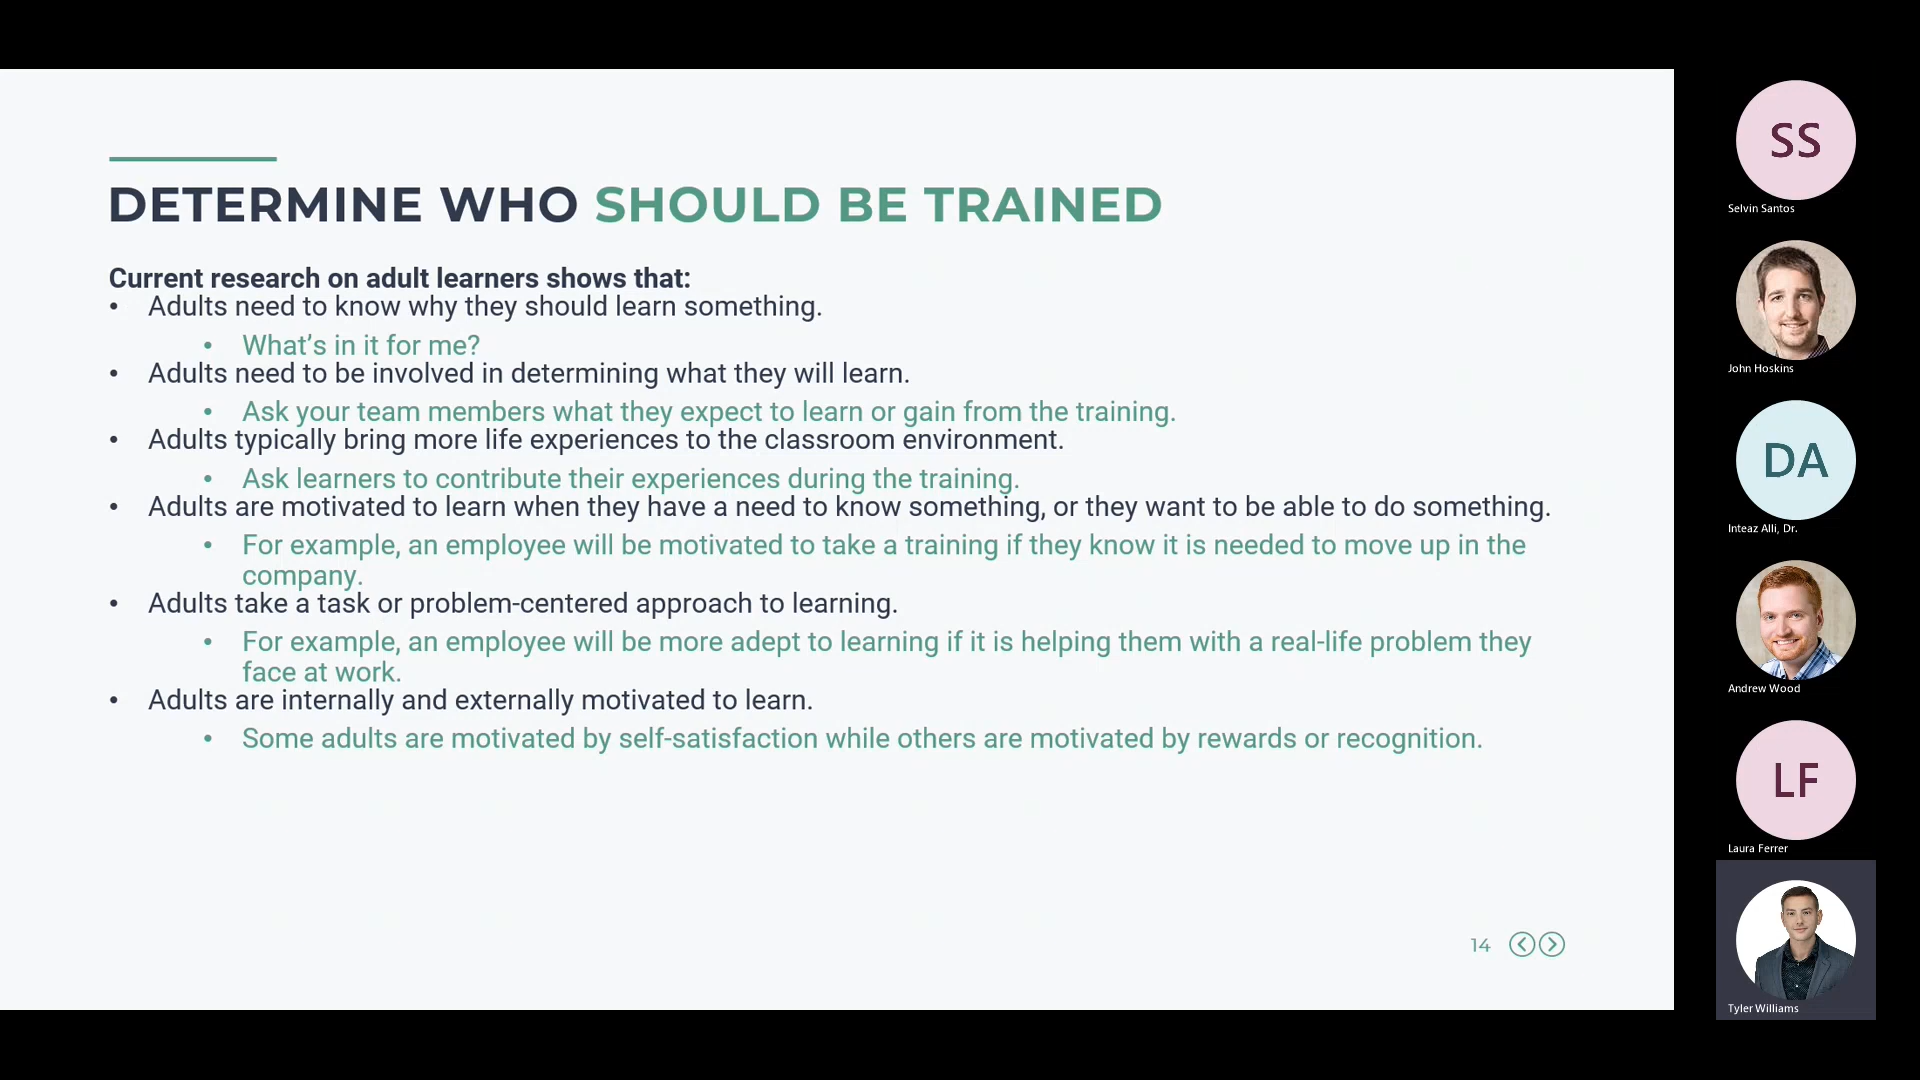 DETERMINE WHO SHOULD BE TRAINED
Current research on adult learners shows that:
• Adults need to know why they should learn something.
• What’s in it for me?
• Adults need to be involved in determining what they will learn.
• Ask your team members what they expect to learn or gain from the training.
• Adults typically bring more life experiences to the classroom environment.
• Ask learners to contribute their experiences during the training.
• Adults are motivated to learn when they have a need to know something, or they want to be able to do something.
• For example, an employee will be motivated to take a training if they know it is needed to move up in the
company.
• Adults take a task or problem-centered approach to learning.
• For example, an employee will be more adept to learning if it is helping them with a real-life problem they
face at work.
• Adults are internally and externally motivated to learn.
• Some adults are motivated by self-satisfaction while others are motivated by rewards or recognition.
14
SS
Selvin Santos
John Hoskins
DA
Inteaz Alli, Dr.
Andrew Wood
LF
Laura Ferrer
Tyler Williams